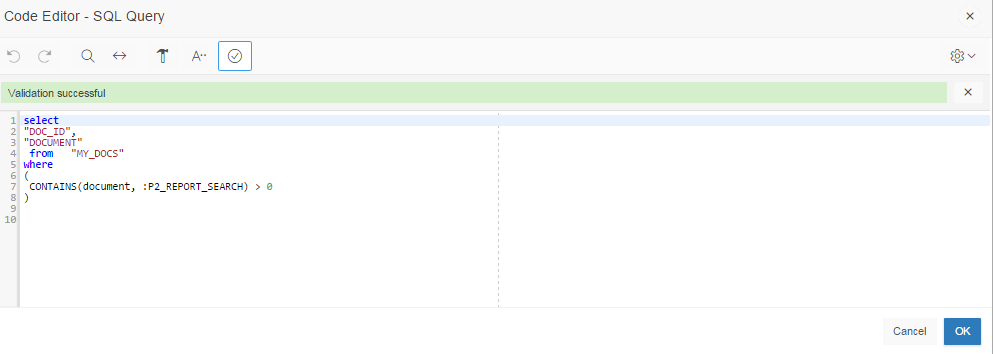 Code Editor - SQL Query
A
Validation successful
1 select
2 "DOC_ID",
3 "DOCUMENT"
4  from   "MY_DOCS"
5 where
6 (
7  CONTAINS(document, :P2_REPORT_SEARCH) > 0
8 )
9
10
Cancel OK